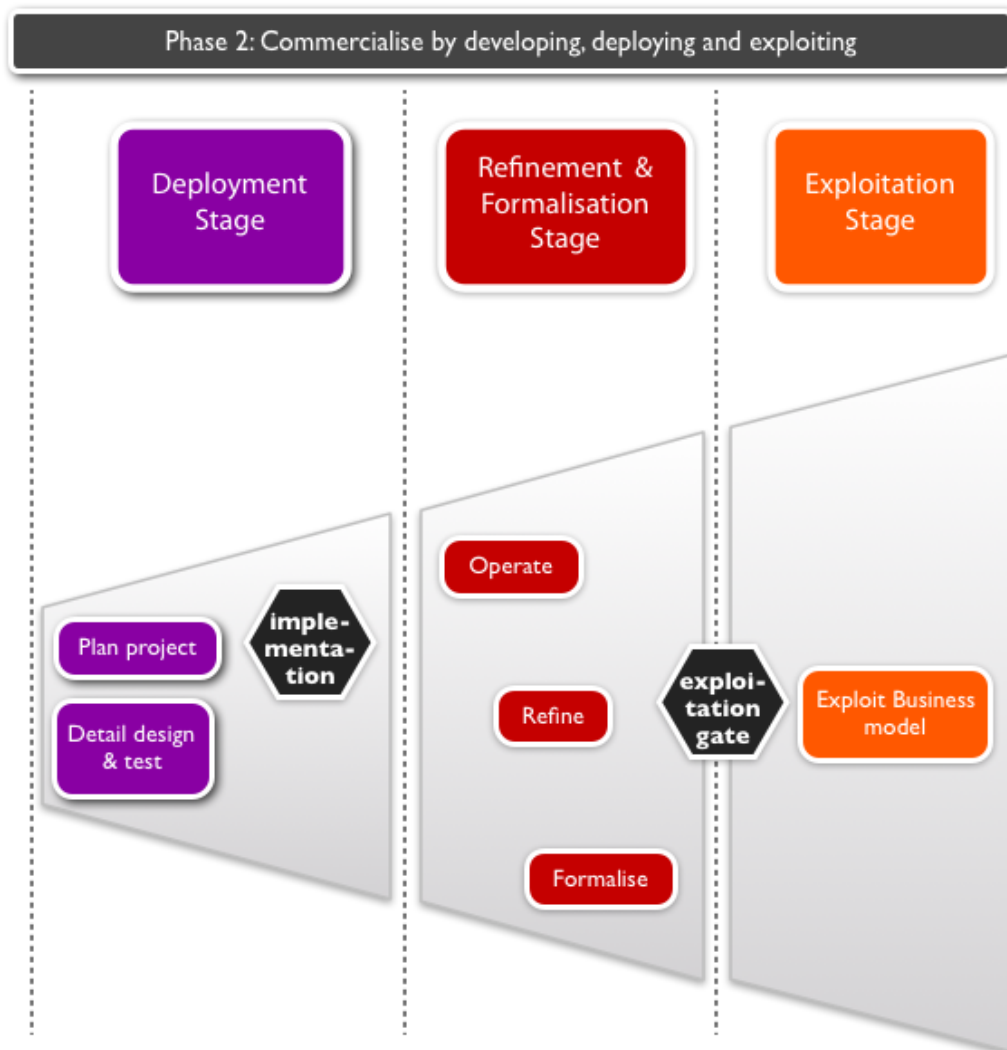 Phase 2: Commercialise by developing, deploying and exploiting
Deployment
Stage
Refinement &
Formalisation
Stage
Exploitation
Stage
Plan project
Detail design
& test
imple-
menta-
tion
Operate
Refine
Formalise
exploi-
tation
gate
Exploit Business
model